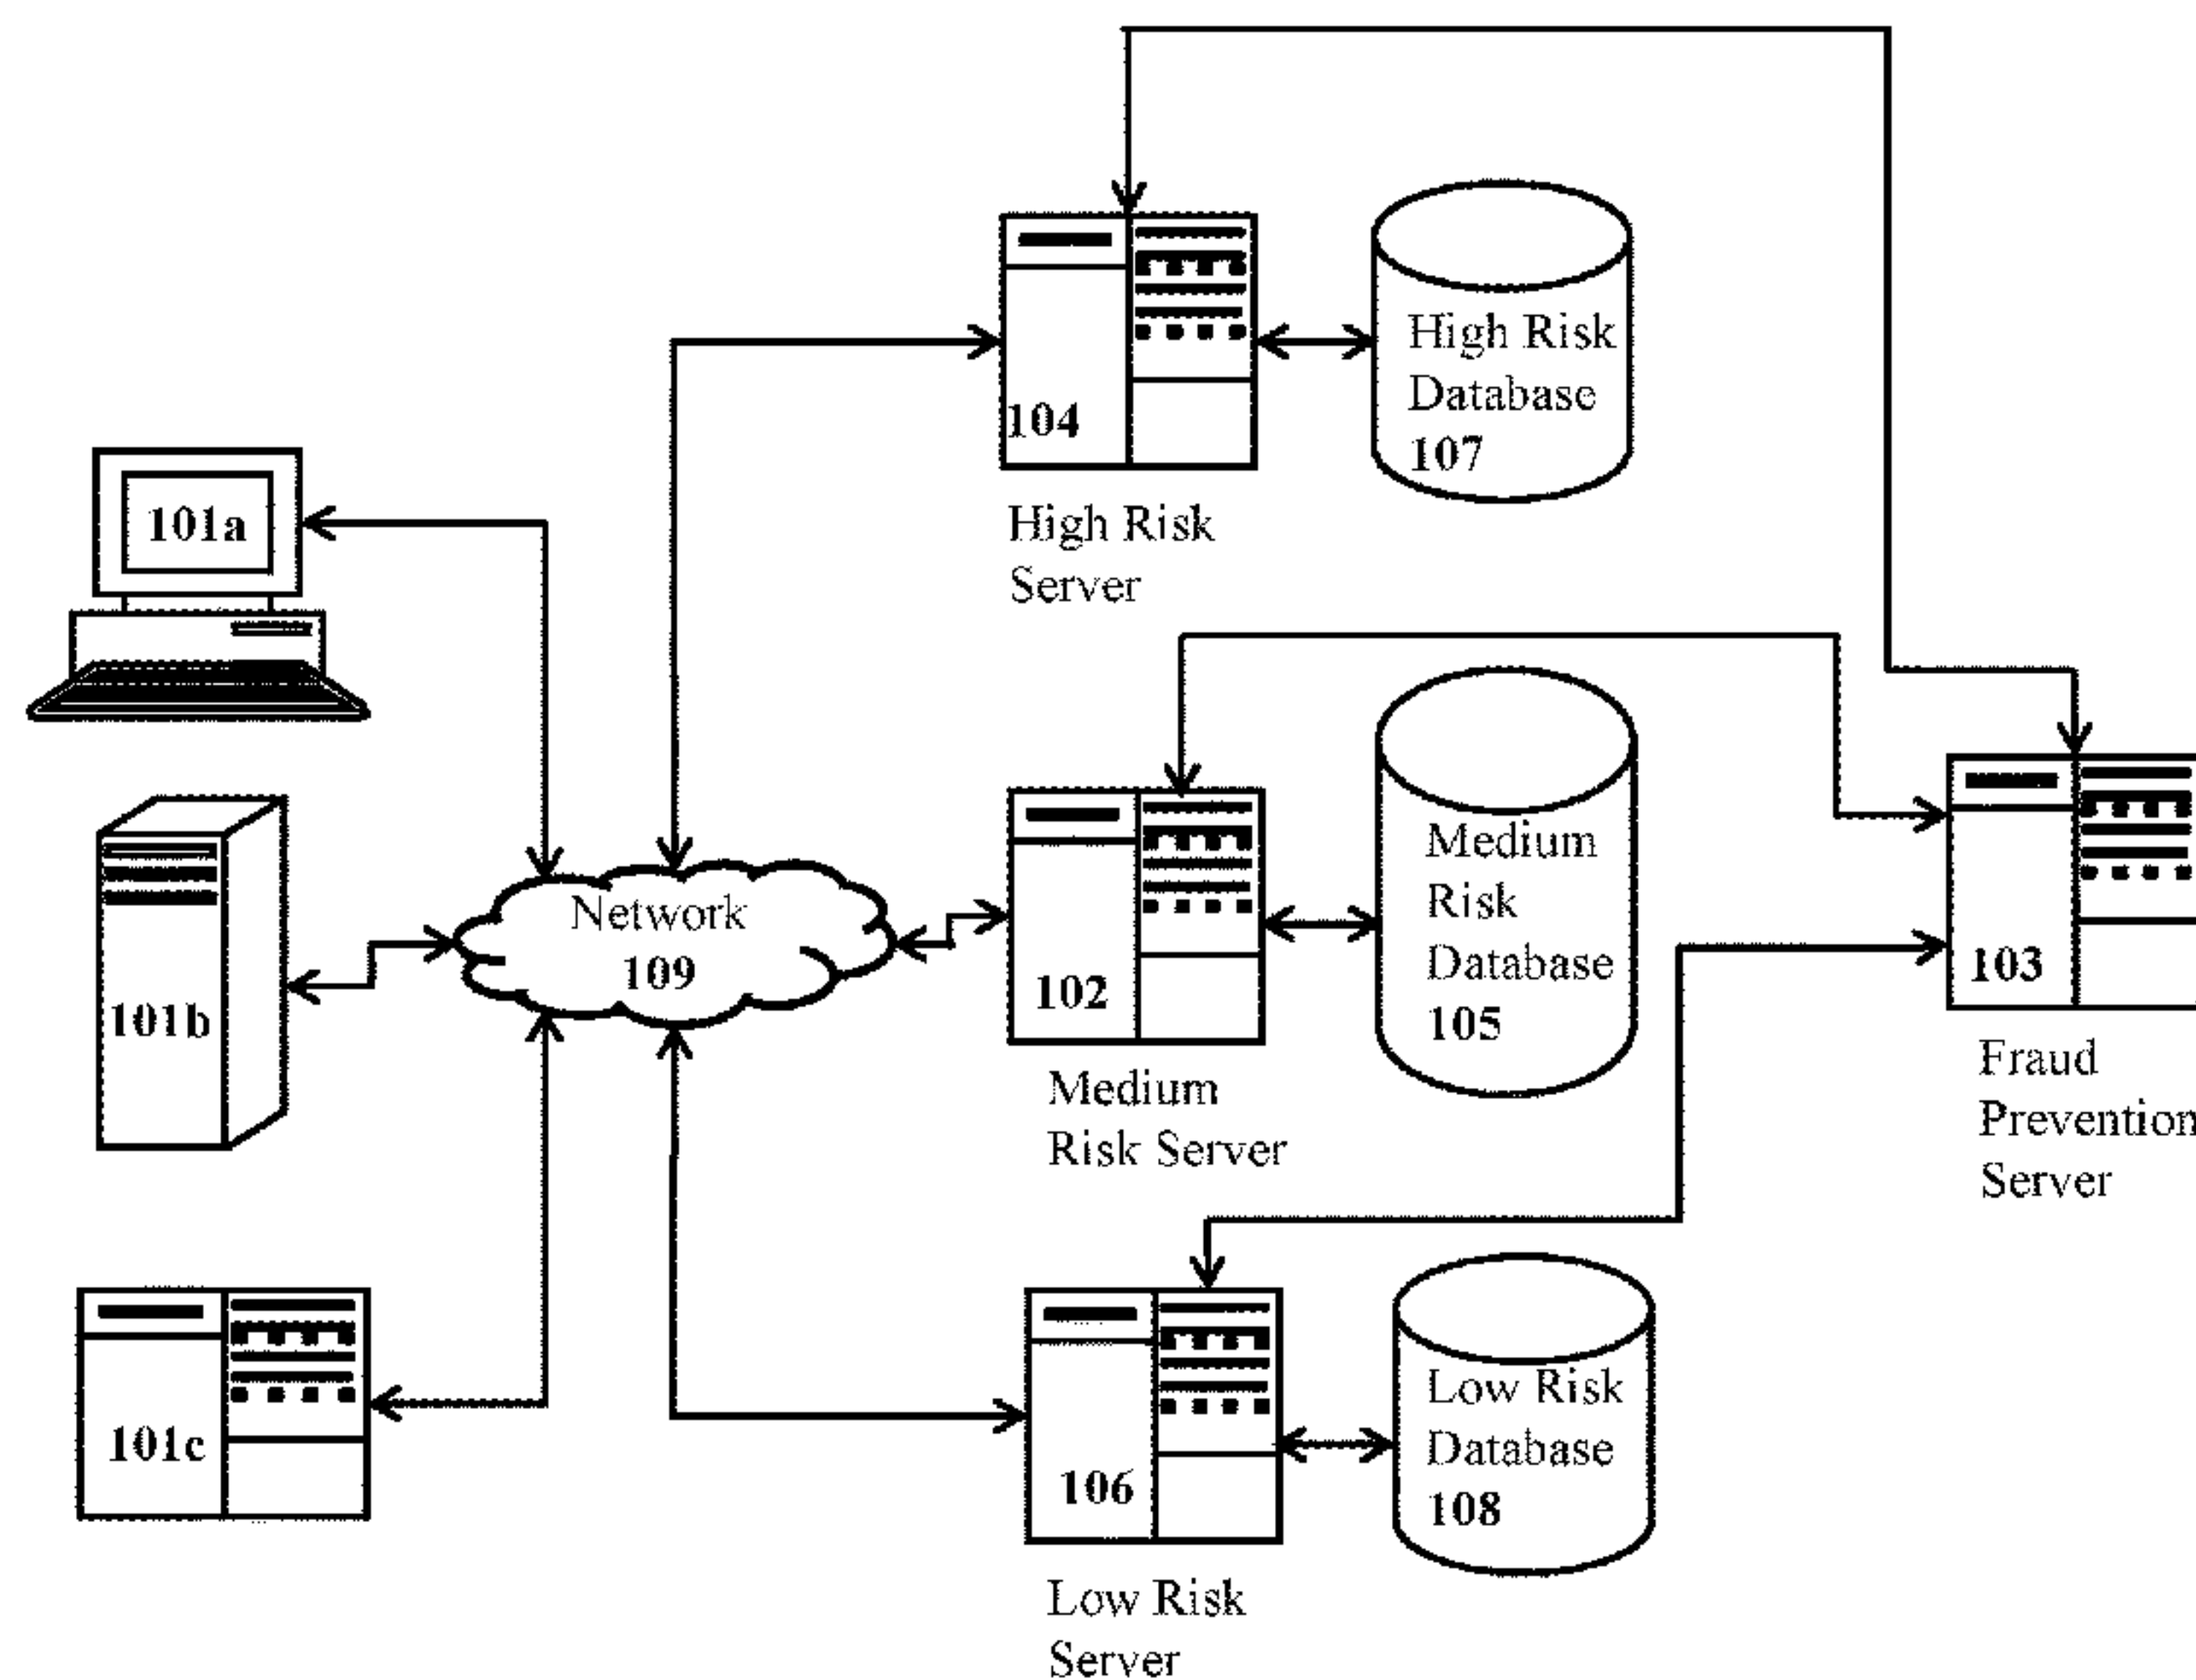 High Risk
Database
107
104
High Risk
Server
101a
Network
109
101b
Medium
Risk
Database
105
102
Medium
Risk Server
103
Fraud
Prevention
Server
101c
Low Risk
Database
108
106
Low Risk
Server